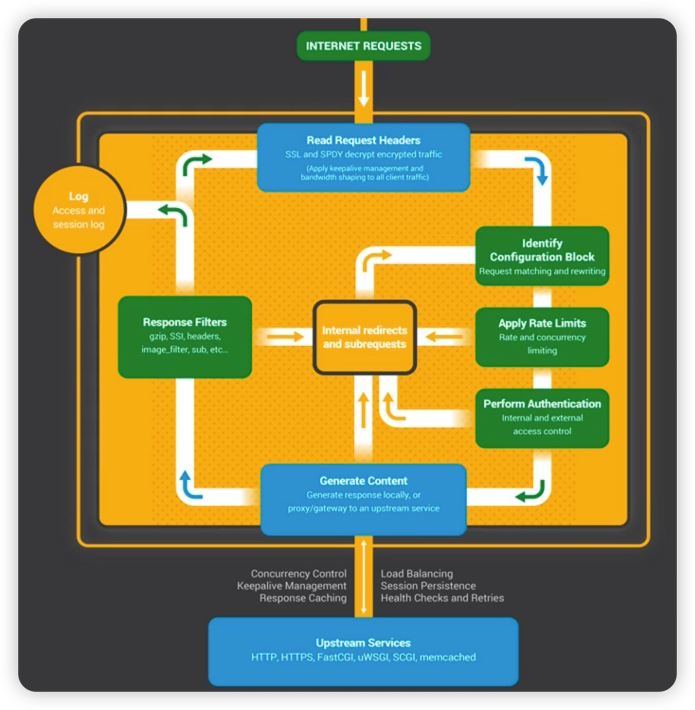 INTERNET REQUESTS
Read Request Headers
SSL and SPDY decrypt encrypted traffic
(Apply keepalive management and
bandwidth shaping to all client traffic)
Log
Access and
session log
Identify
Configuration Block
Request matching and rewriting
Response Filters
gzip, SSI, headers,
image_filter, sub, etc...
Internal redirects
and subrequests
Apply Rate Limits
Rate and concurrency
limiting
Perform Authentication
Internal and external
access control
Generate Content
Generate response locally, or
proxy/gateway to an upstream service
Concurrency Control
Keepalive Management
Response Caching
Load Balancing
Session Persistence
Health Checks and Retries
Upstream Services
HTTP, HTTPS, FastCGI, uWSGI, SCGI, memcached